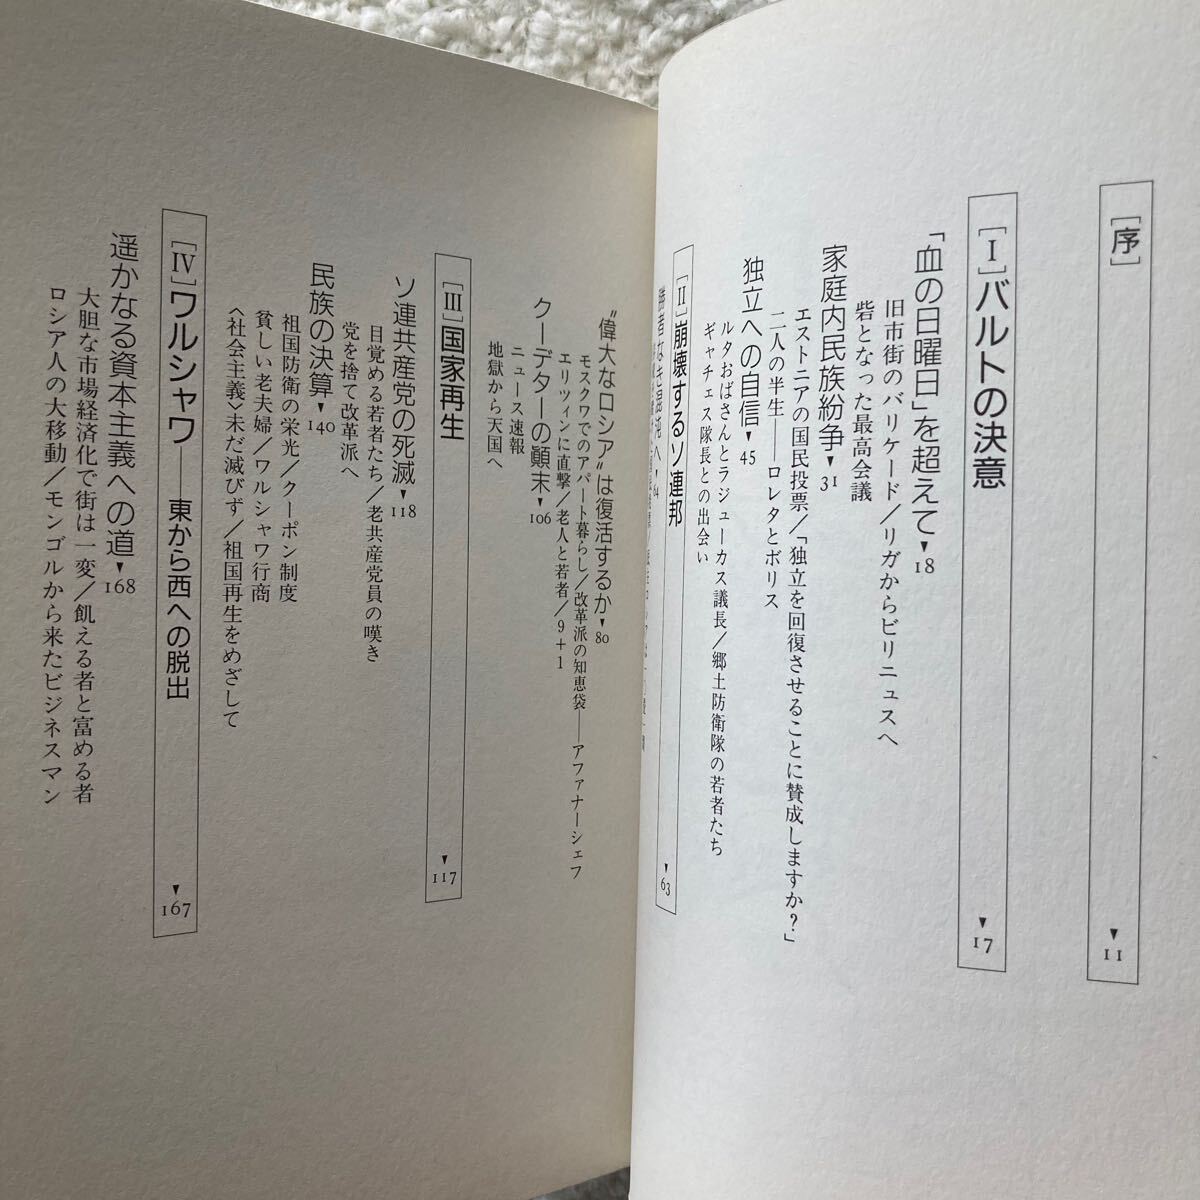 [序]▼11
[I]バルトの決意▼17
「血の日曜日」を超えて▼18
旧市街のバリケード/リガからビリニュスへ
砦となった最高会議
家庭内民族紛争▼31
エストニアの国民投票/「独立を回復させることに賛成しますか?」
二人の半生——ロレタとボリス
独立への自信▼45
ルタおばさんとラジューカス議長/郷土防衛隊の若者たち
ギャチェス隊長との出会い
[II]崩壊するソ連邦▼63
勝者なき混沌へ▼64
“偉大なロシア”は復活するか▼80
モスクワでのアパート暮らし/改革派の知恵袋——アファナーシェフ
エリツィンに直撃/老人と若者/9+1
クーデターの顚末▼106
ニュース速報
地獄から天国へ
[III]国家再生▼117
ソ連共産党の死滅▼118
目覚める若者たち/老共産党員の嘆き
党を捨て改革派へ
民族の決算▼140
祖国防衛の栄光/クーポン制度
貧しい老夫婦/ワルシャワ行商
〈社会主義〉未だ滅びず/祖国再生をめざして
[IV]ワルシャワ——東から西への脱出▼167
遥かなる資本主義への道▼168
大胆な市場経済化で街は一変/飢える者と富める者
ロシア人の大移動/モンゴルから来たビジネスマン